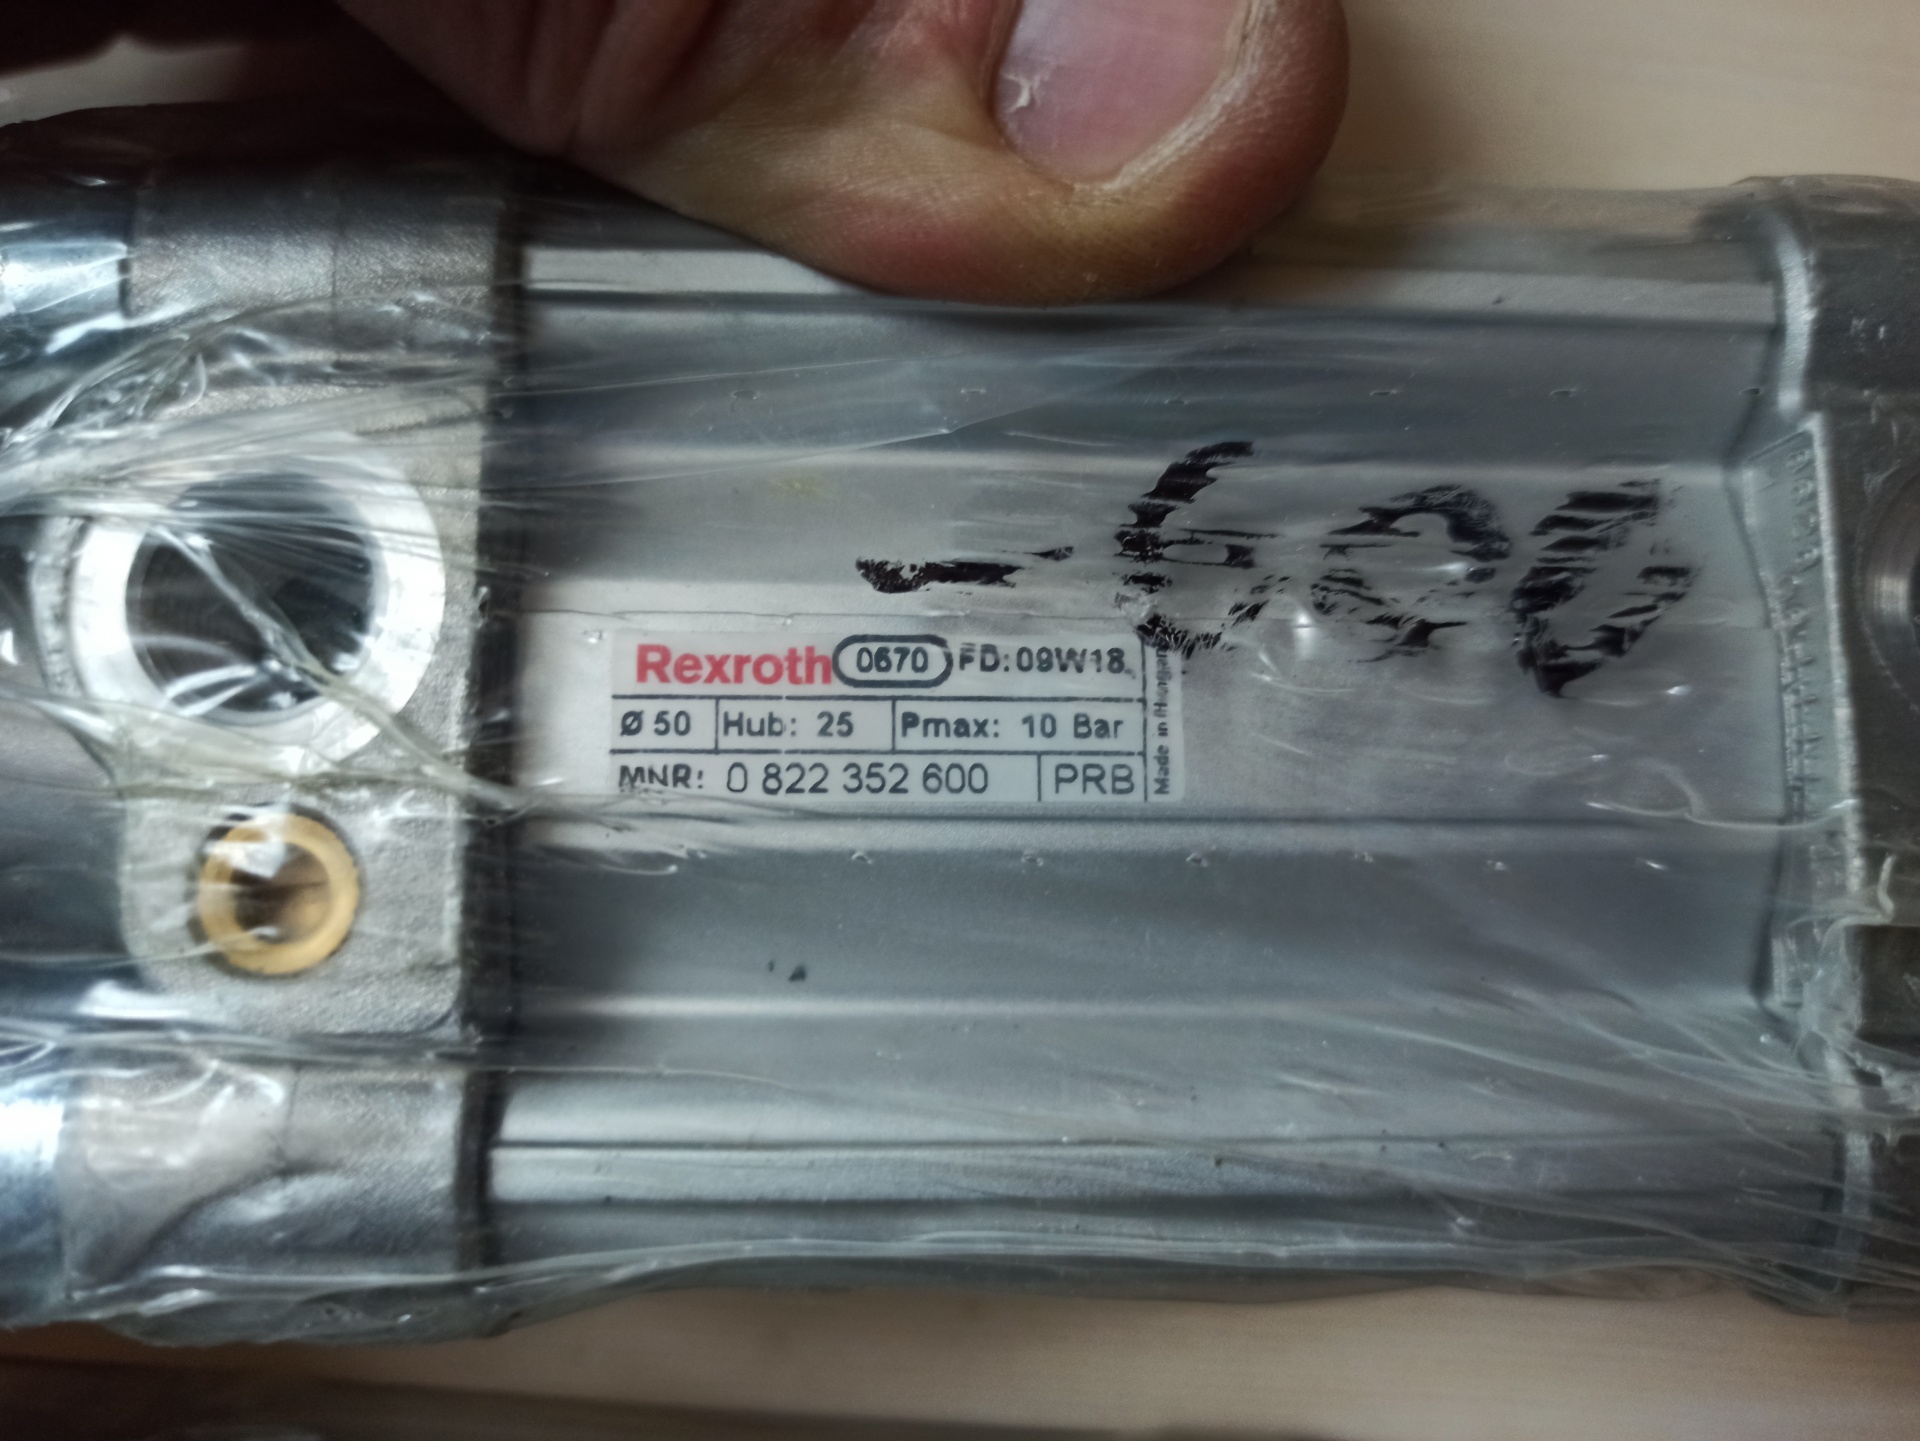 -600
Rexroth 0670 FD: 09W18
Ø 50 Hub: 25 Pmax: 10 Bar
MNR: 0 822 352 600 PRB
Made in Hungary